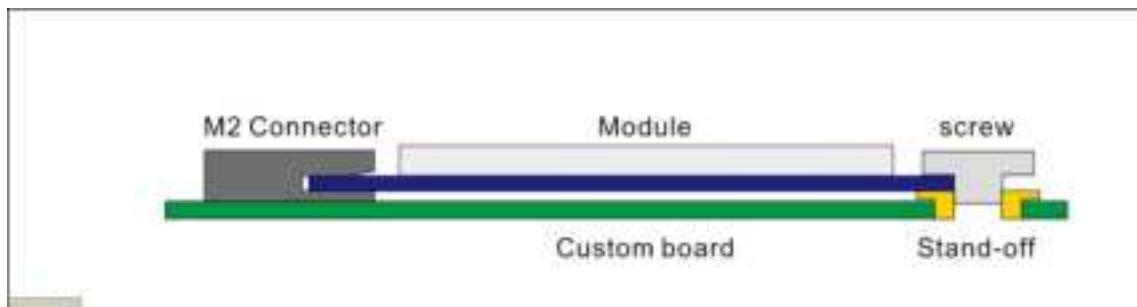 M2 Connector
Module
screw
Custom board
Stand-off